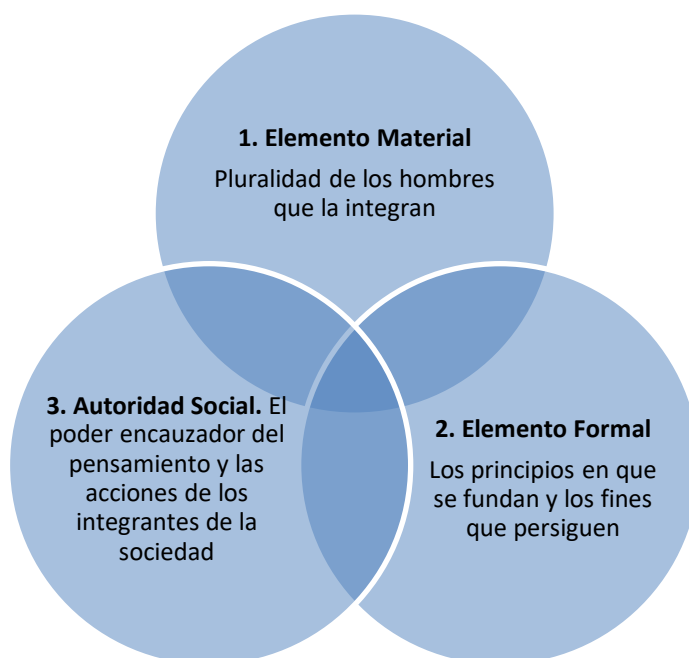 1. Elemento Material
Pluralidad de los hombres
que la integran
3. Autoridad Social. El
poder encauzador del
pensamiento y las
acciones de los
integrantes de la
sociedad
2. Elemento Formal
Los principios en que
se fundan y los fines
que persiguen